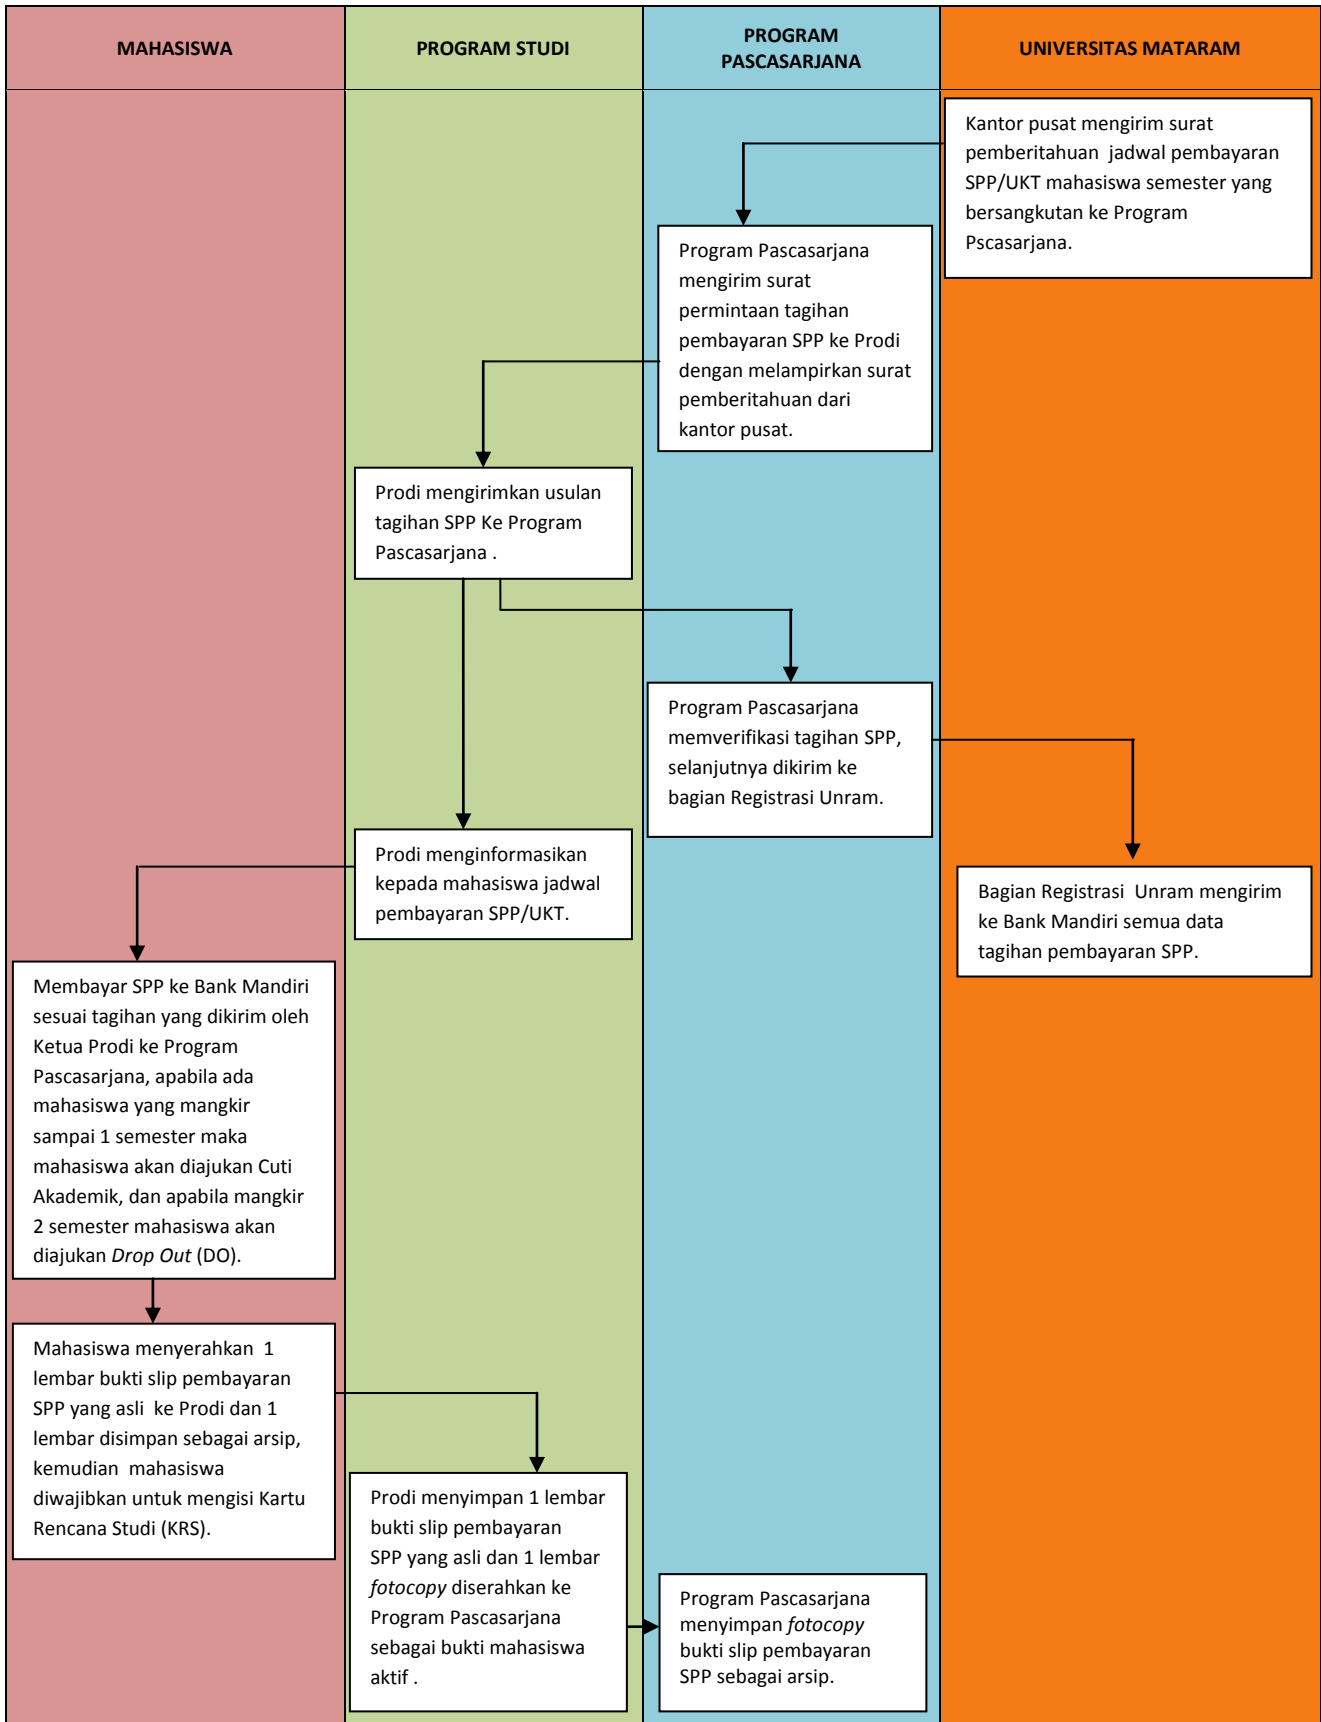 MAHASISWA
PROGRAM STUDI
PROGRAM
PASCASARJANA
UNIVERSITAS MATARAM
Kantor pusat mengirim surat
pemberitahuan jadwal pembayaran
SPP/UKT mahasiswa semester yang
bersangkutan ke Program
Pscasarjana.
Program Pascasarjana
mengirim surat
permintaan tagihan
pembayaran SPP ke Prodi
dengan melampirkan surat
pemberitahuan dari
kantor pusat.
Prodi mengirimkan usulan
tagihan SPP Ke Program
Pascasarjana .
Program Pascasarjana
memverifikasi tagihan SPP,
selanjutnya dikirim ke
bagian Registrasi Unram.
Prodi menginformasikan
kepada mahasiswa jadwal
pembayaran SPP/UKT.
Bagian Registrasi Unram mengirim
ke Bank Mandiri semua data
tagihan pembayaran SPP.
Membayar SPP ke Bank Mandiri
sesuai tagihan yang dikirim oleh
Ketua Prodi ke Program
Pascasarjana, apabila ada
mahasiswa yang mangkir
sampai 1 semester maka
mahasiswa akan diajukan Cuti
Akademik, dan apabila mangkir
2 semester mahasiswa akan
diajukan Drop Out (DO).
Mahasiswa menyerahkan 1
lembar bukti slip pembayaran
SPP yang asli ke Prodi dan 1
lembar disimpan sebagai arsip,
kemudian mahasiswa
diwajibkan untuk mengisi Kartu
Rencana Studi (KRS).
Prodi menyimpan 1 lembar
bukti slip pembayaran
SPP yang asli dan 1 lembar
fotocopy diserahkan ke
Program Pascasarjana
sebagai bukti mahasiswa
aktif .
Program Pascasarjana
menyimpan fotocopy
bukti slip pembayaran
SPP sebagai arsip.